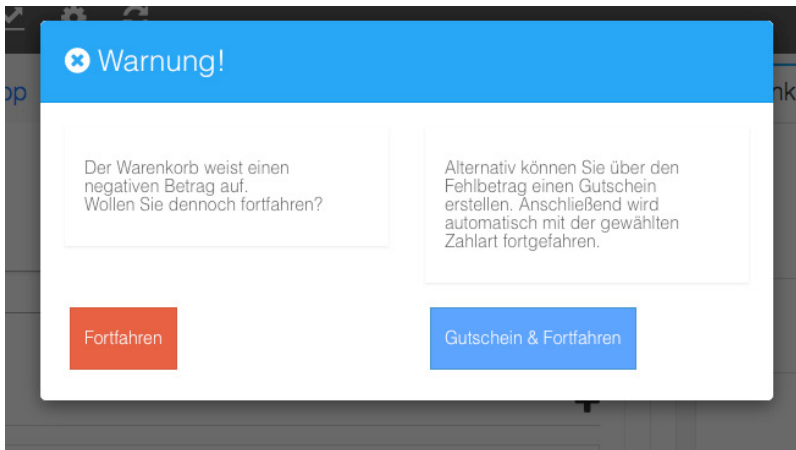 Warnung!
Der Warenkorb weist einen
negativen Betrag auf.
Wollen Sie dennoch fortfahren?
Alternativ können Sie über den
Fehlbetrag einen Gutschein
erstellen. Anschließend wird
automatisch mit der gewählten
Zahlart fortgefahren.
Fortfahren
Gutschein & Fortfahren